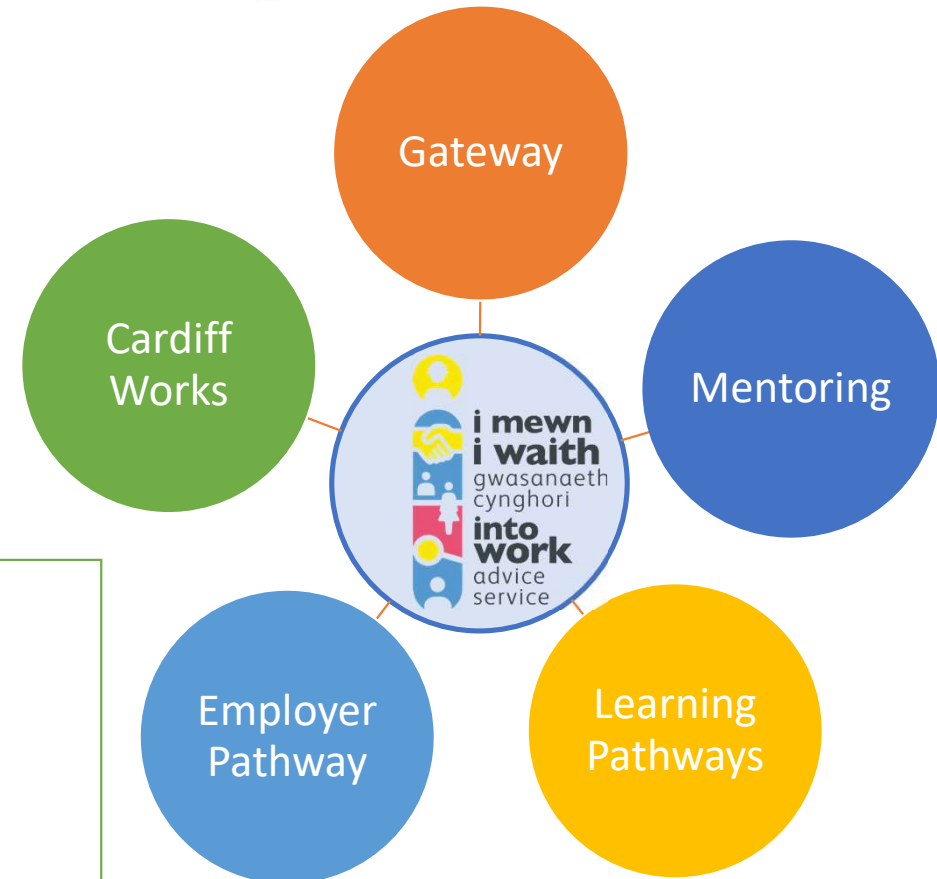 Gateway
Cardiff
Works
Mentoring
i mewn
i waith
gwasanaeth
cynghori
into
work
advice
service
Employer
Pathway
Learning
Pathways